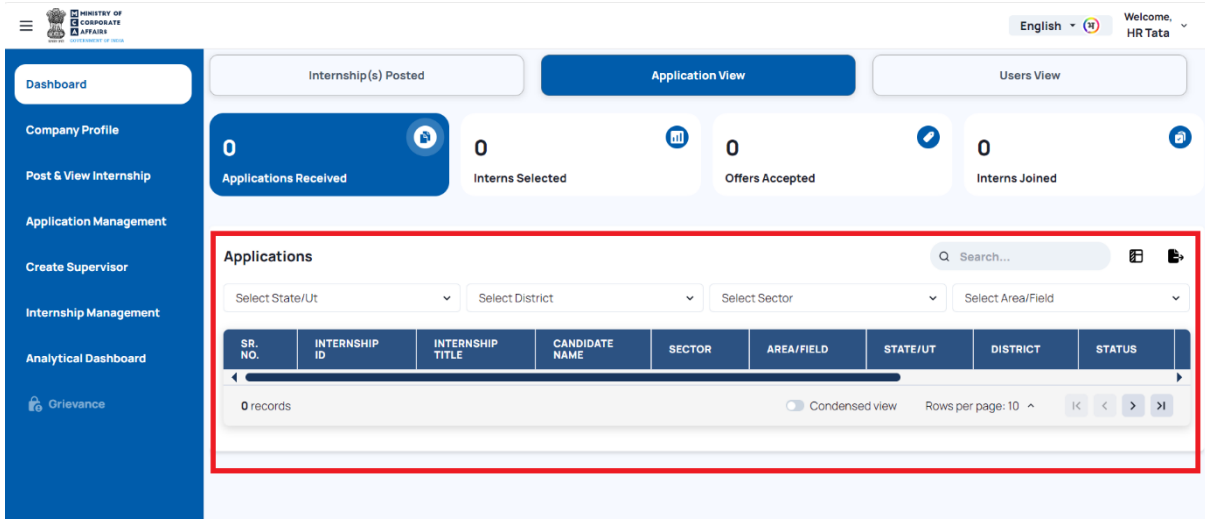 MINISTRY OF
CORPORATE
AFFAIRS
GOVERNMENT OF INDIA
English अ
Welcome,
HR Tata
Dashboard
Company Profile
Post & View Internship
Application Management
Create Supervisor
Internship Management
Analytical Dashboard
Grievance
Internship(s) Posted
Application View
Users View
0
Applications Received
0
Interns Selected
0
Offers Accepted
0
Interns Joined
Applications
Search...
Select State/Ut
Select District
Select Sector
Select Area/Field
SR.
NO.
INTERNSHIP
ID
INTERNSHIP
TITLE
CANDIDATE
NAME
SECTOR
AREA/FIELD
STATE/UT
DISTRICT
STATUS
0 records
Condensed view
Rows per page: 10